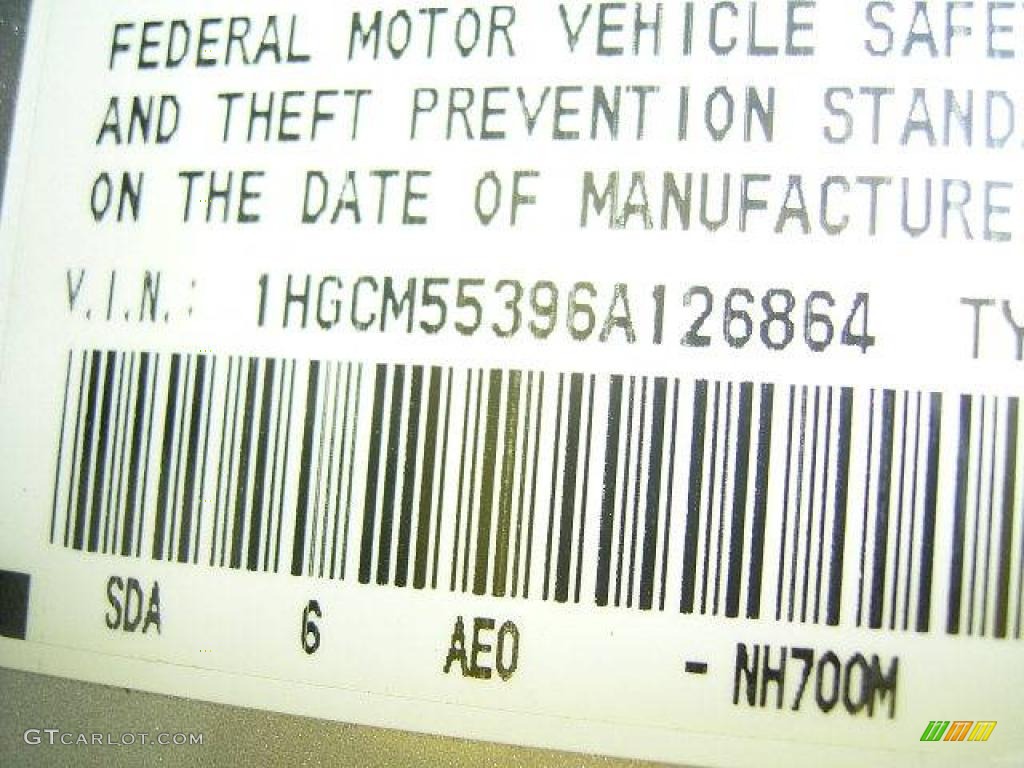 FEDERAL MOTOR VEHICLE SAFE
AND THEFT PREVENTION STAND
ON THE DATE OF MANUFACTURE
V.I.N.: 1HGCM55396A126864 TY
SDA 6 AE0 - NH700M
GTCARLOT.COM